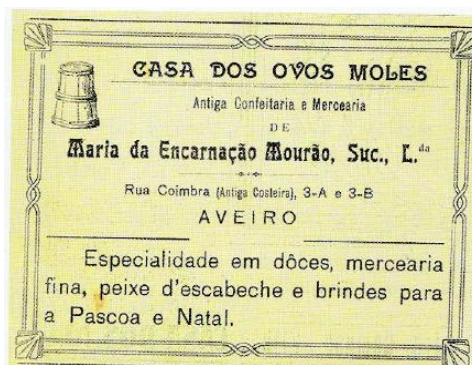 CASA DOS OVOS MOLES
Antiga Confeitaria e Mercearia
DE
Maria da Encarnação Mourão, Suc., L.da
Rua Coimbra (Antiga Costeira), 3-A e 3-B
AVEIRO
Especialidade em dôces, mercearia
fina, peixe d'escabeche e brindes para
a Pascoa e Natal.